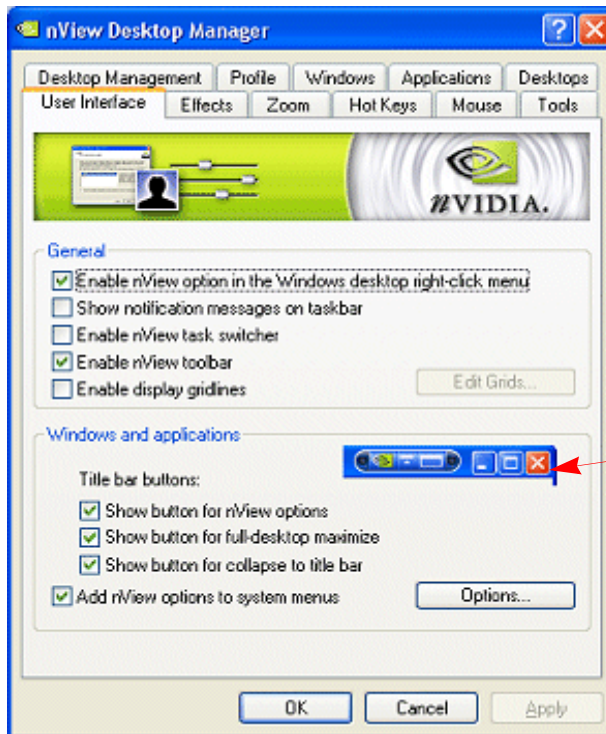 nView Desktop Manager
Desktop Management Profile Windows Applications Desktops
User Interface Effects Zoom Hot Keys Mouse Tools
nVIDIA.
General
Enable nView option in the Windows desktop right-click menu
Show notification messages on taskbar
Enable nView task switcher
Enable nView toolbar
Enable display gridlines
Edit Grids...
Windows and applications
Title bar buttons:
Show button for nView options
Show button for full-desktop maximize
Show button for collapse to title bar
Add nView options to system menus
Options...
OK Cancel Apply